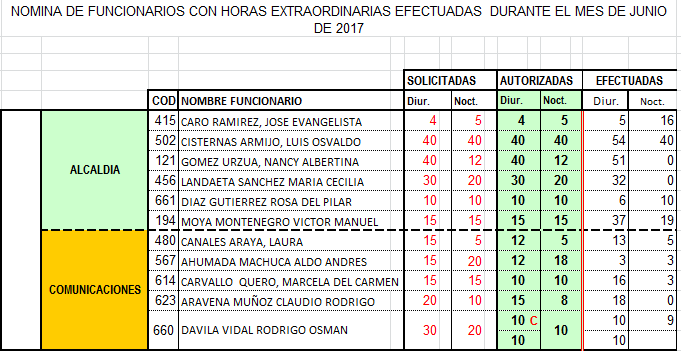 NOMINA DE FUNCIONARIOS CON HORAS EXTRAORDINARIAS EFECTUADAS DURANTE EL MES DE JUNIO
DE 2017
SOLICITADAS AUTORIZADAS EFECTUADAS
COD NOMBRE FUNCIONARIO Diur. Noct. Diur. Noct. Diur. Noct.
ALCALDIA
415 CARO RAMIREZ, JOSE EVANGELISTA 4 5 4 5 5 16
502 CISTERNAS ARMIJO, LUIS OSVALDO 40 40 40 40 54 40
121 GOMEZ URZUA, NANCY ALBERTINA 40 12 40 12 51 0
456 LANDAETA SANCHEZ MARIA CECILIA 30 20 30 20 32 0
661 DIAZ GUTIERREZ ROSA DEL PILAR 10 10 10 10 6 10
194 MOYA MONTENEGRO VICTOR MANUEL 15 15 15 15 37 19
COMUNICACIONES
480 CANALES ARAYA, LAURA 15 5 12 5 13 5
567 AHUMADA MACHUCA ALDO ANDRES 15 20 12 18 3 3
614 CARVALLO QUERO, MARCELA DEL CARMEN 15 15 10 10 16 3
623 ARAVENA MUÑOZ CLAUDIO RODRIGO 20 10 15 8 18 0
660 DAVILA VIDAL RODRIGO OSMAN 30 20 10 C 10 10 9
10 10